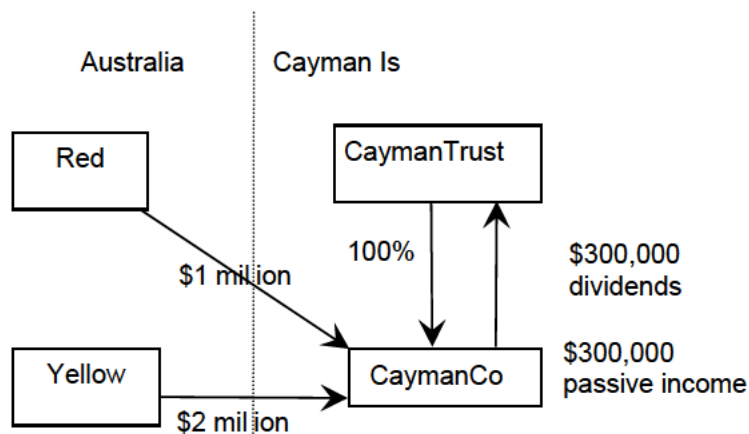 Australia
Cayman Is
Red
CaymanTrust
$1 million
100%
$300,000
dividends
Yellow
CaymanCo
$300,000
passive income
$2 million